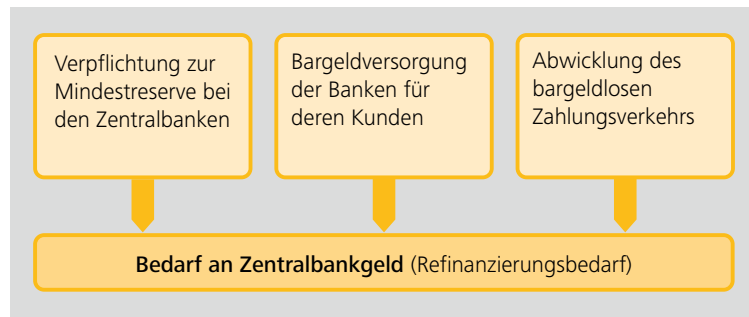 Verpflichtung zur
Mindestreserve bei
den Zentralbanken
Bargeldversorgung
der Banken für
deren Kunden
Abwicklung des
bargeldlosen
Zahlungsverkehrs
Bedarf an Zentralbankgeld (Refinanzierungsbedarf)